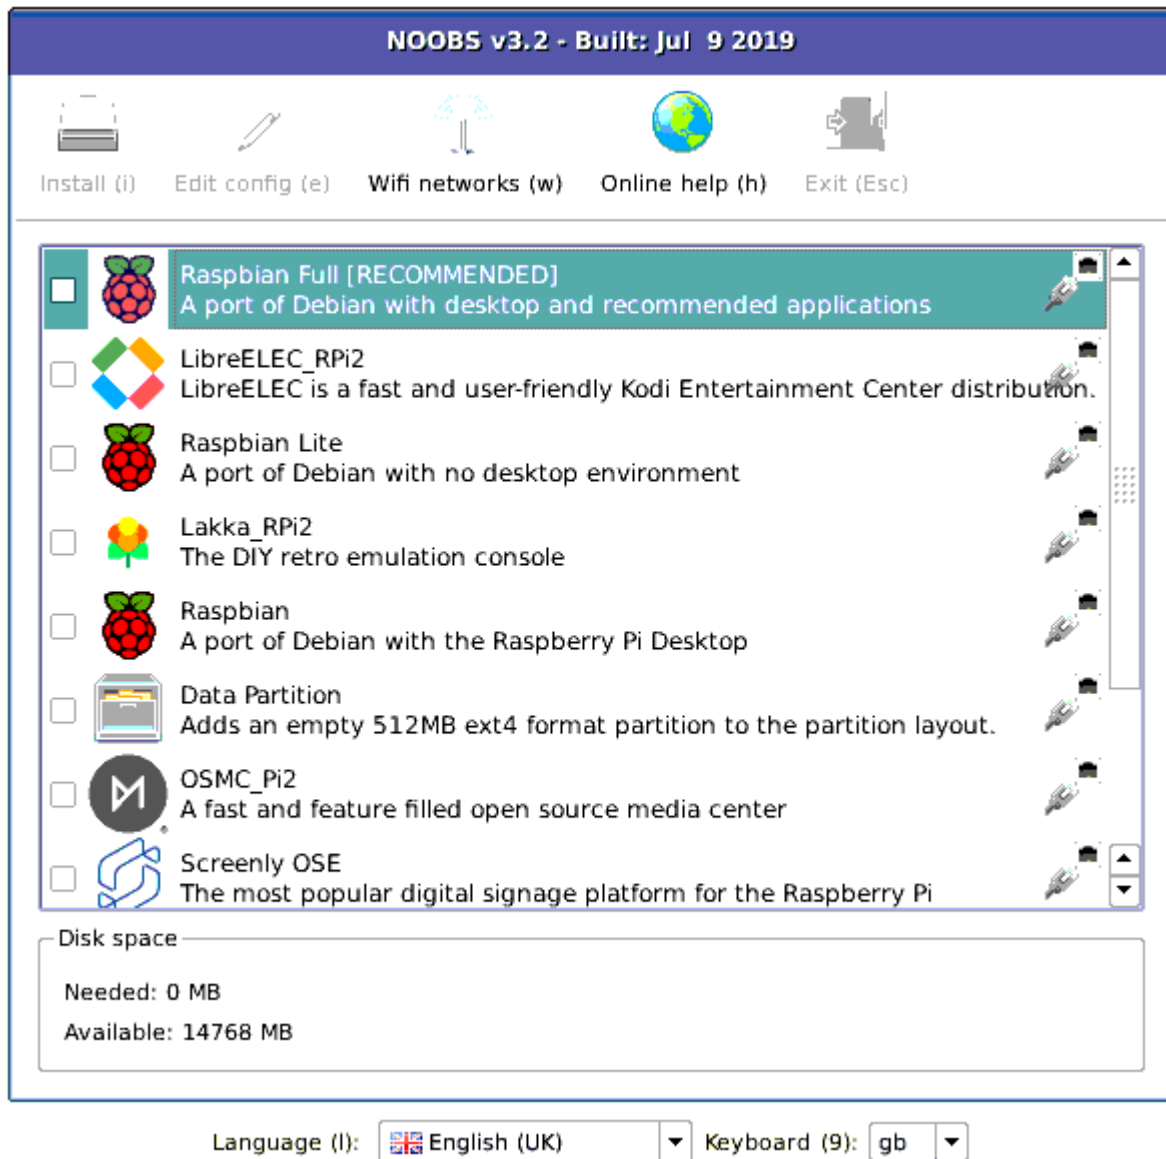 NOOBS v3.2 - Built: Jul  9 2019
Install (i)
Edit config (e)
Wifi networks (w)
Online help (h)
Exit (Esc)
Raspbian Full [RECOMMENDED]
A port of Debian with desktop and recommended applications
LibreELEC_RPi2
LibreELEC is a fast and user-friendly Kodi Entertainment Center distribution.
Raspbian Lite
A port of Debian with no desktop environment
Lakka_RPi2
The DIY retro emulation console
Raspbian
A port of Debian with the Raspberry Pi Desktop
Data Partition
Adds an empty 512MB ext4 format partition to the partition layout.
OSMC_Pi2
A fast and feature filled open source media center
Screenly OSE
The most popular digital signage platform for the Raspberry Pi
Disk space
Needed: 0 MB
Available: 14768 MB
Language (l): English (UK) Keyboard (9): gb